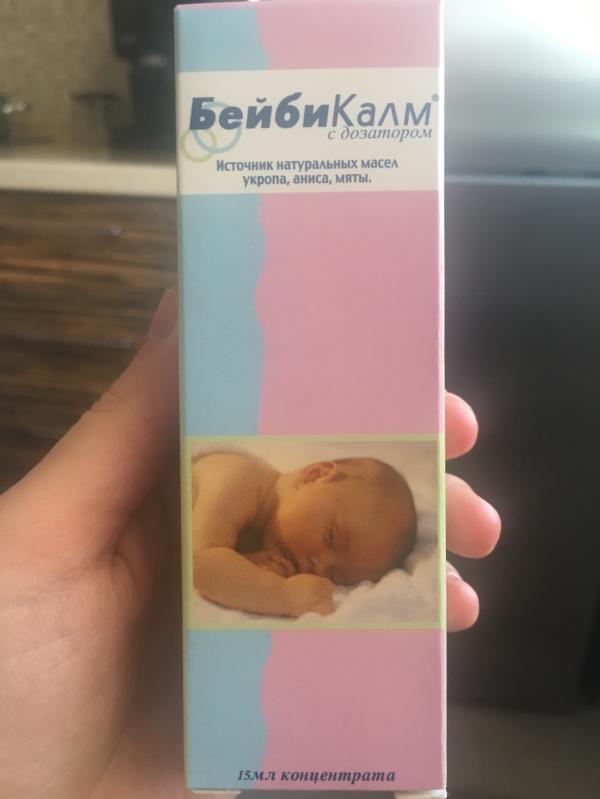 БейбиКалм®
с дозатором
Источник натуральных масел
укропа, аниса, мяты.
15мл концентрата